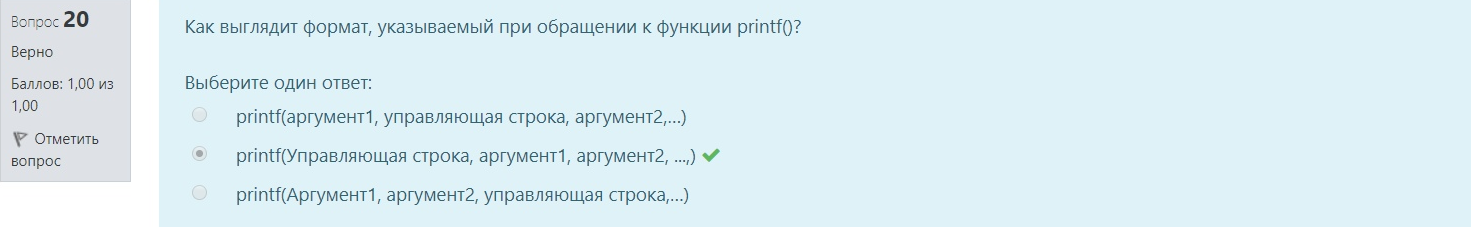 Вопрос 20
Верно
Баллов: 1,00 из
1,00
Отметить
вопрос
Как выглядит формат, указываемый при обращении к функции printf()?
Выберите один ответ:
printf(аргумент1, управляющая строка, аргумент2,...)
printf(Управляющая строка, аргумент1, аргумент2, ...,)
printf(Аргумент1, аргумент2, управляющая строка,...)